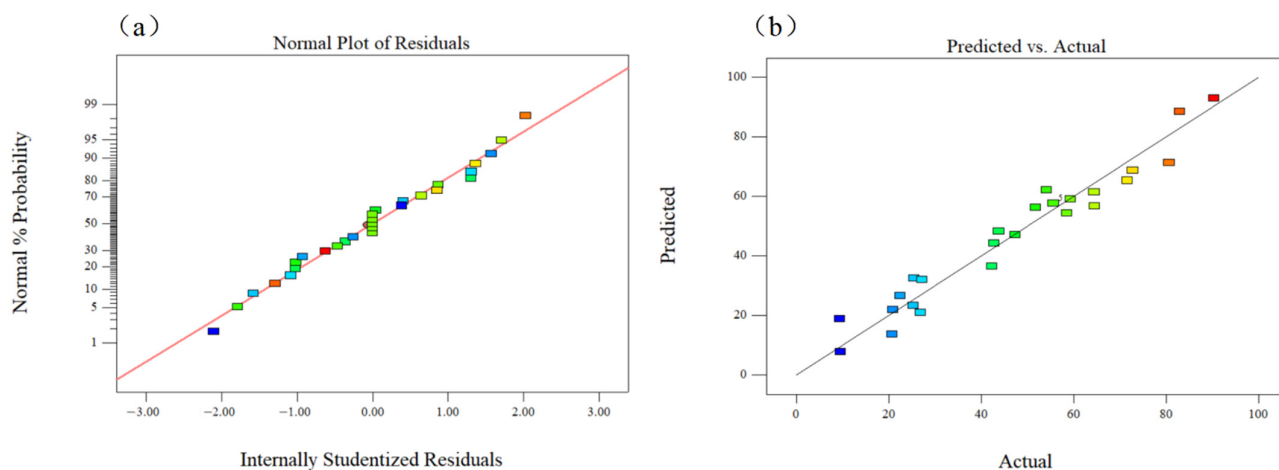 (a)
Normal Plot of Residuals
Normal % Probability
99
95
90
80
70
50
30
20
10
5
1
−3.00 −2.00 −1.00 0.00 1.00 2.00 3.00
Internally Studentized Residuals
(b)
Predicted vs. Actual
Predicted
100
80
60
40
20
0
5
0 20 40 60 80 100
Actual